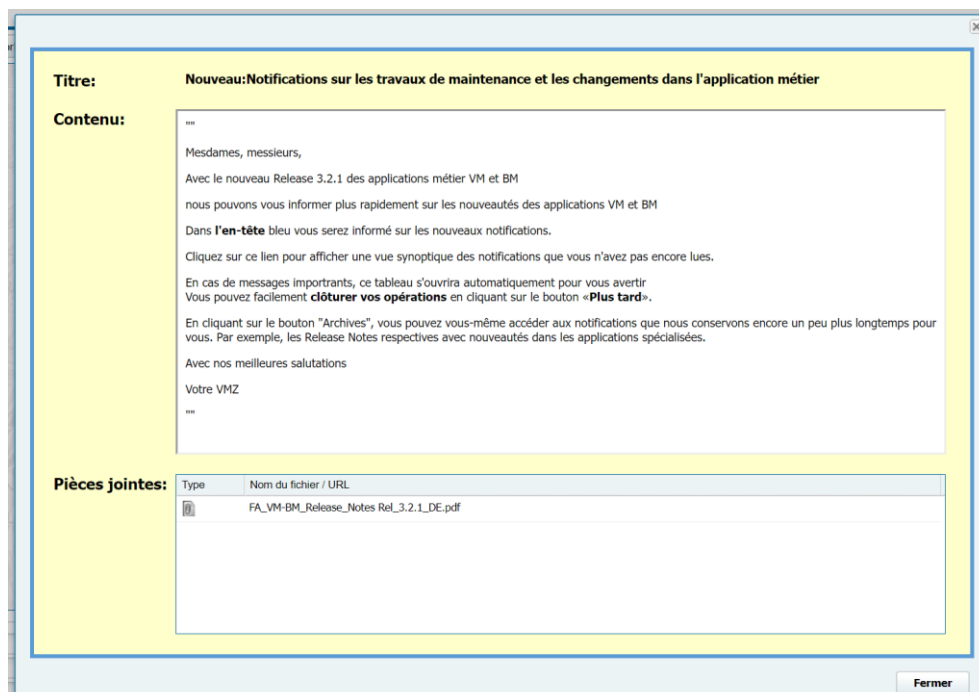 Titre:
Nouveau:Notifications sur les travaux de maintenance et les changements dans l'application métier
Contenu:
""
Mesdames, messieurs,
Avec le nouveau Release 3.2.1 des applications métier VM et BM
nous pouvons vous informer plus rapidement sur les nouveautés des applications VM et BM
Dans l'en-tête bleu vous serez informé sur les nouveaux notifications.
Cliquez sur ce lien pour afficher une vue synoptique des notifications que vous n'avez pas encore lues.
En cas de messages importrants, ce tableau s'ouvrira automatiquement pour vous avertir
Vous pouvez facilement clôturer vos opérations en cliquant sur le bouton «Plus tard».
En cliquant sur le bouton "Archives", vous pouvez vous-même accéder aux notifications que nous conservons encore un peu plus longtemps pour
vous. Par exemple, les Release Notes respectives avec nouveautés dans les applications spécialisées.
Avec nos meilleures salutations
Votre VMZ
""
Pièces jointes:
Type Nom du fichier / URL
FA_VM-BM_Release_Notes Rel_3.2.1_DE.pdf
Fermer